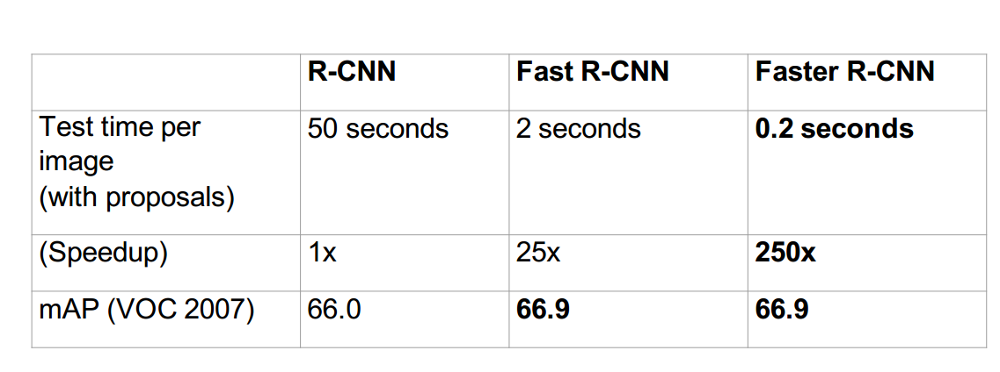 R-CNN Fast R-CNN Faster R-CNN
Test time per
image
(with proposals) 50 seconds 2 seconds 0.2 seconds
(Speedup) 1x 25x 250x
mAP (VOC 2007) 66.0 66.9 66.9